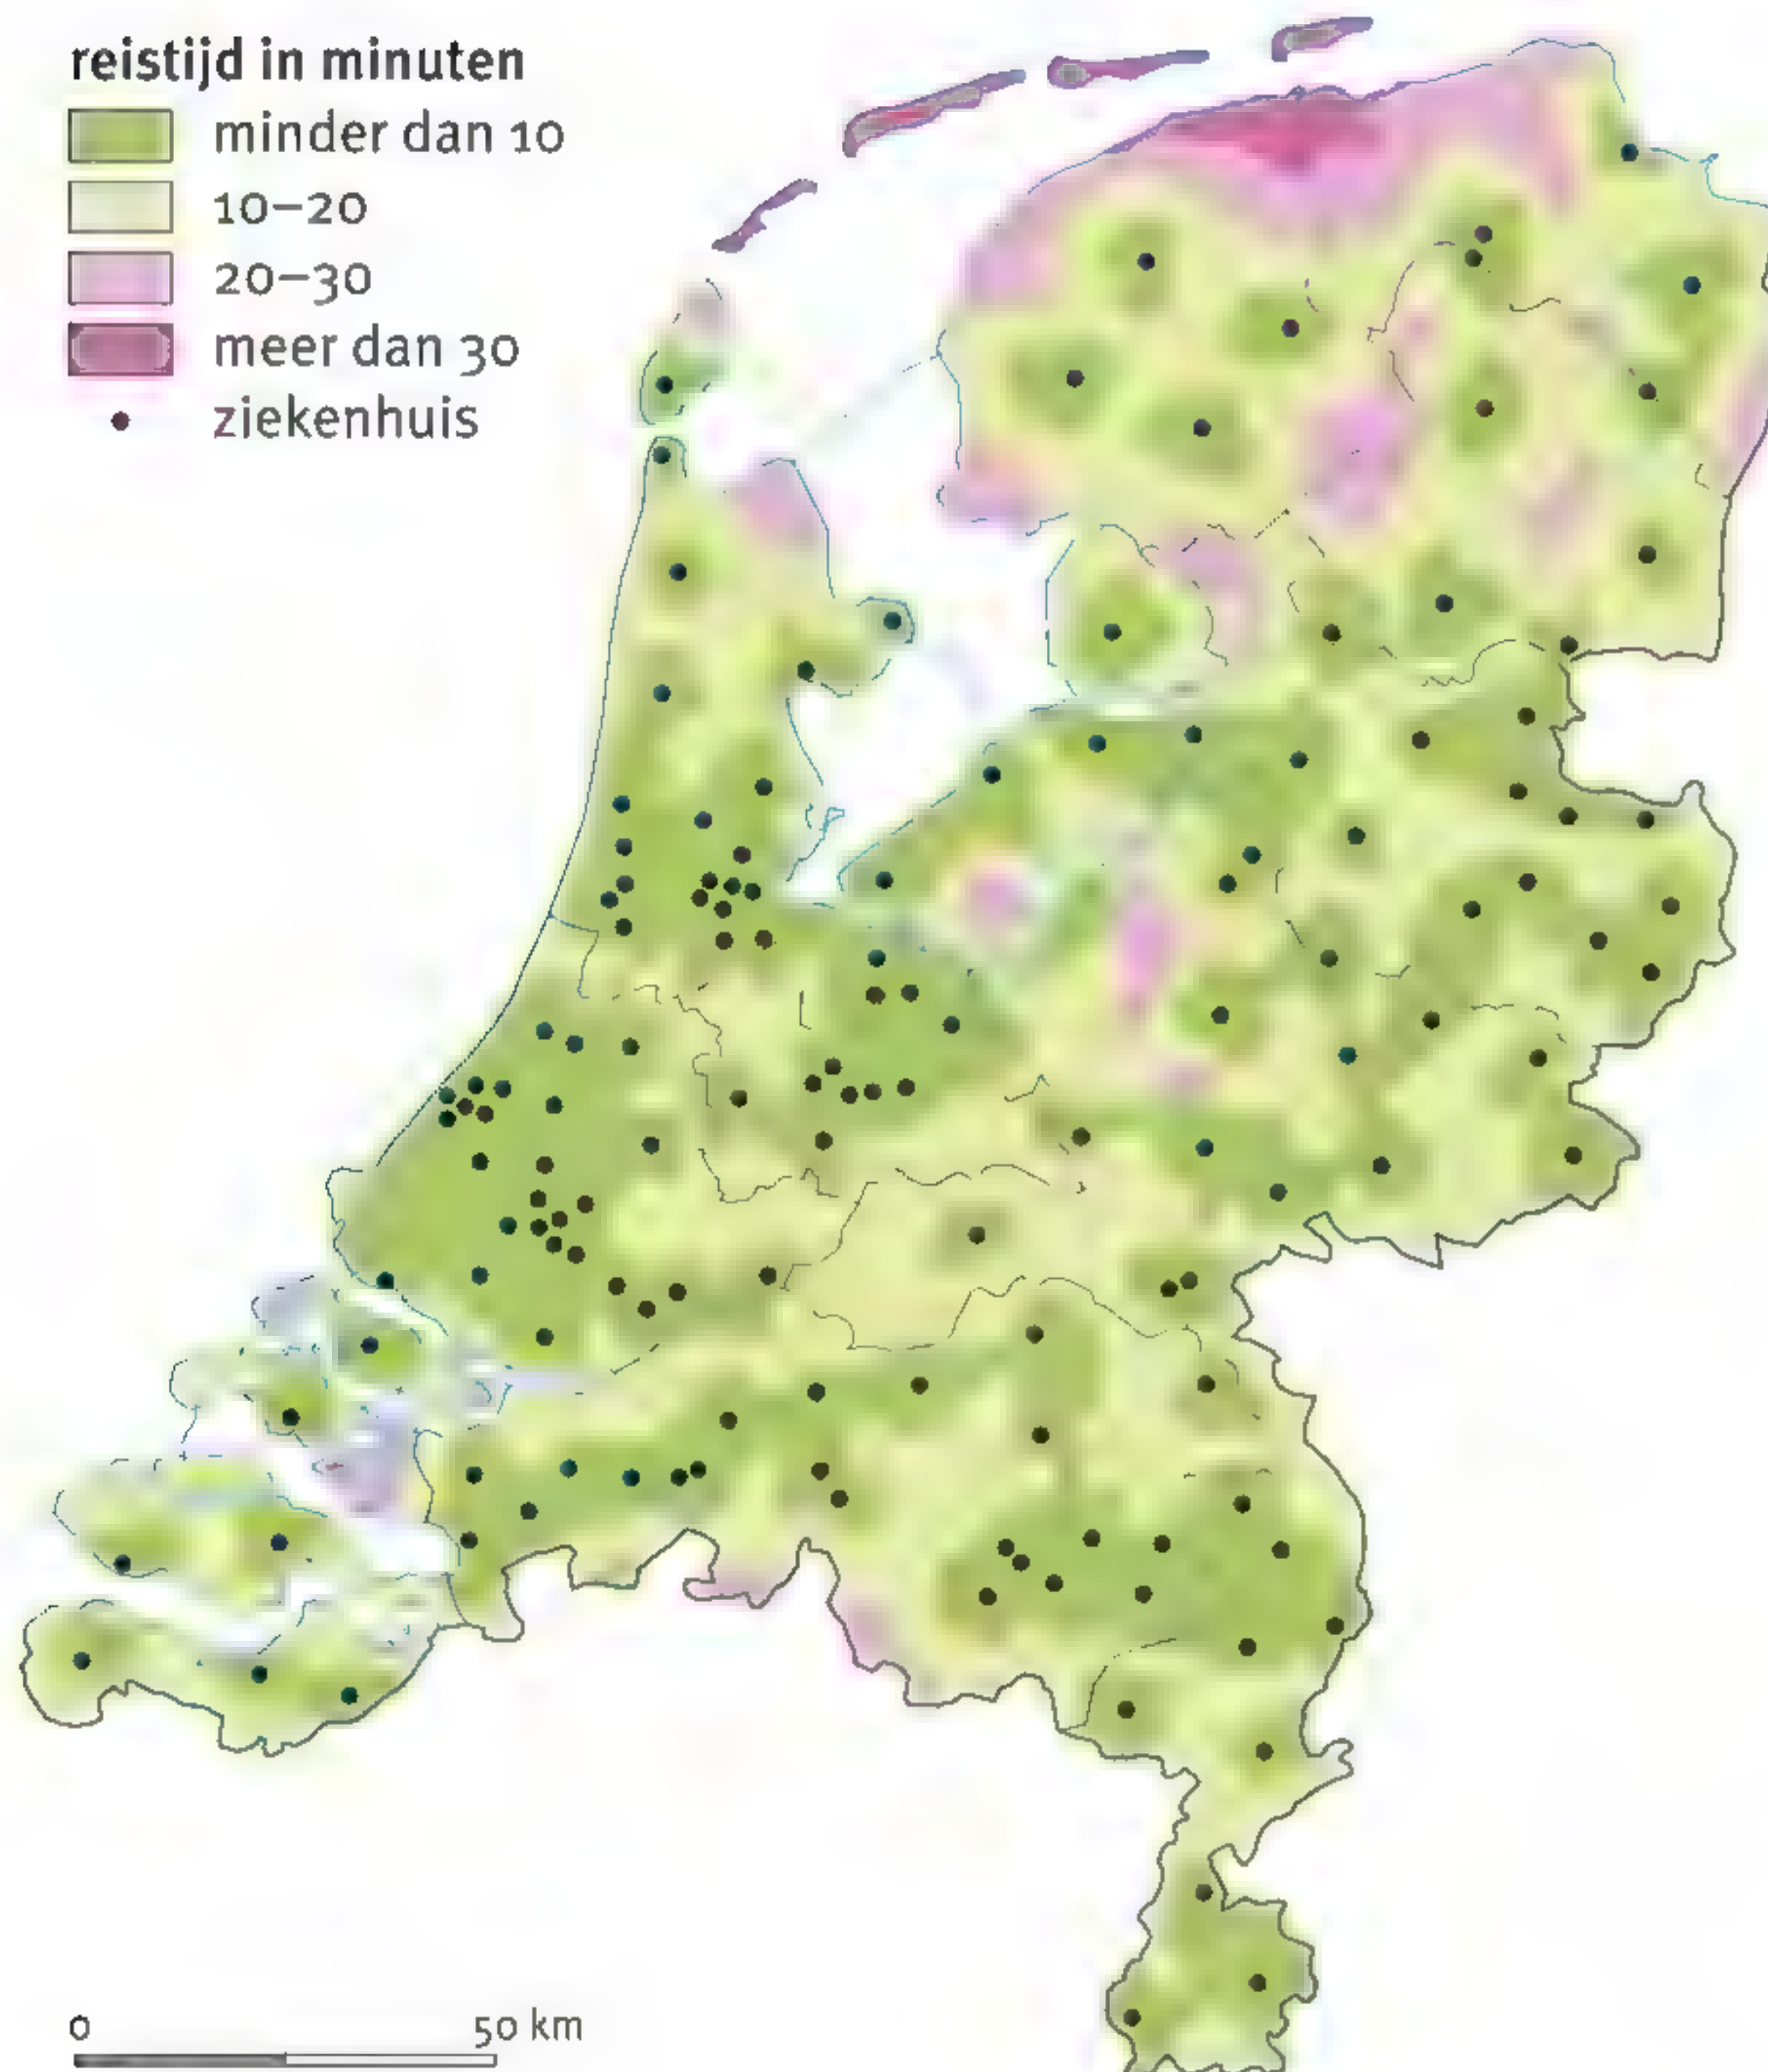 reistijd in minuten
minder dan 10
10–20
20–30
meer dan 30
ziekenhuis
0 50 km